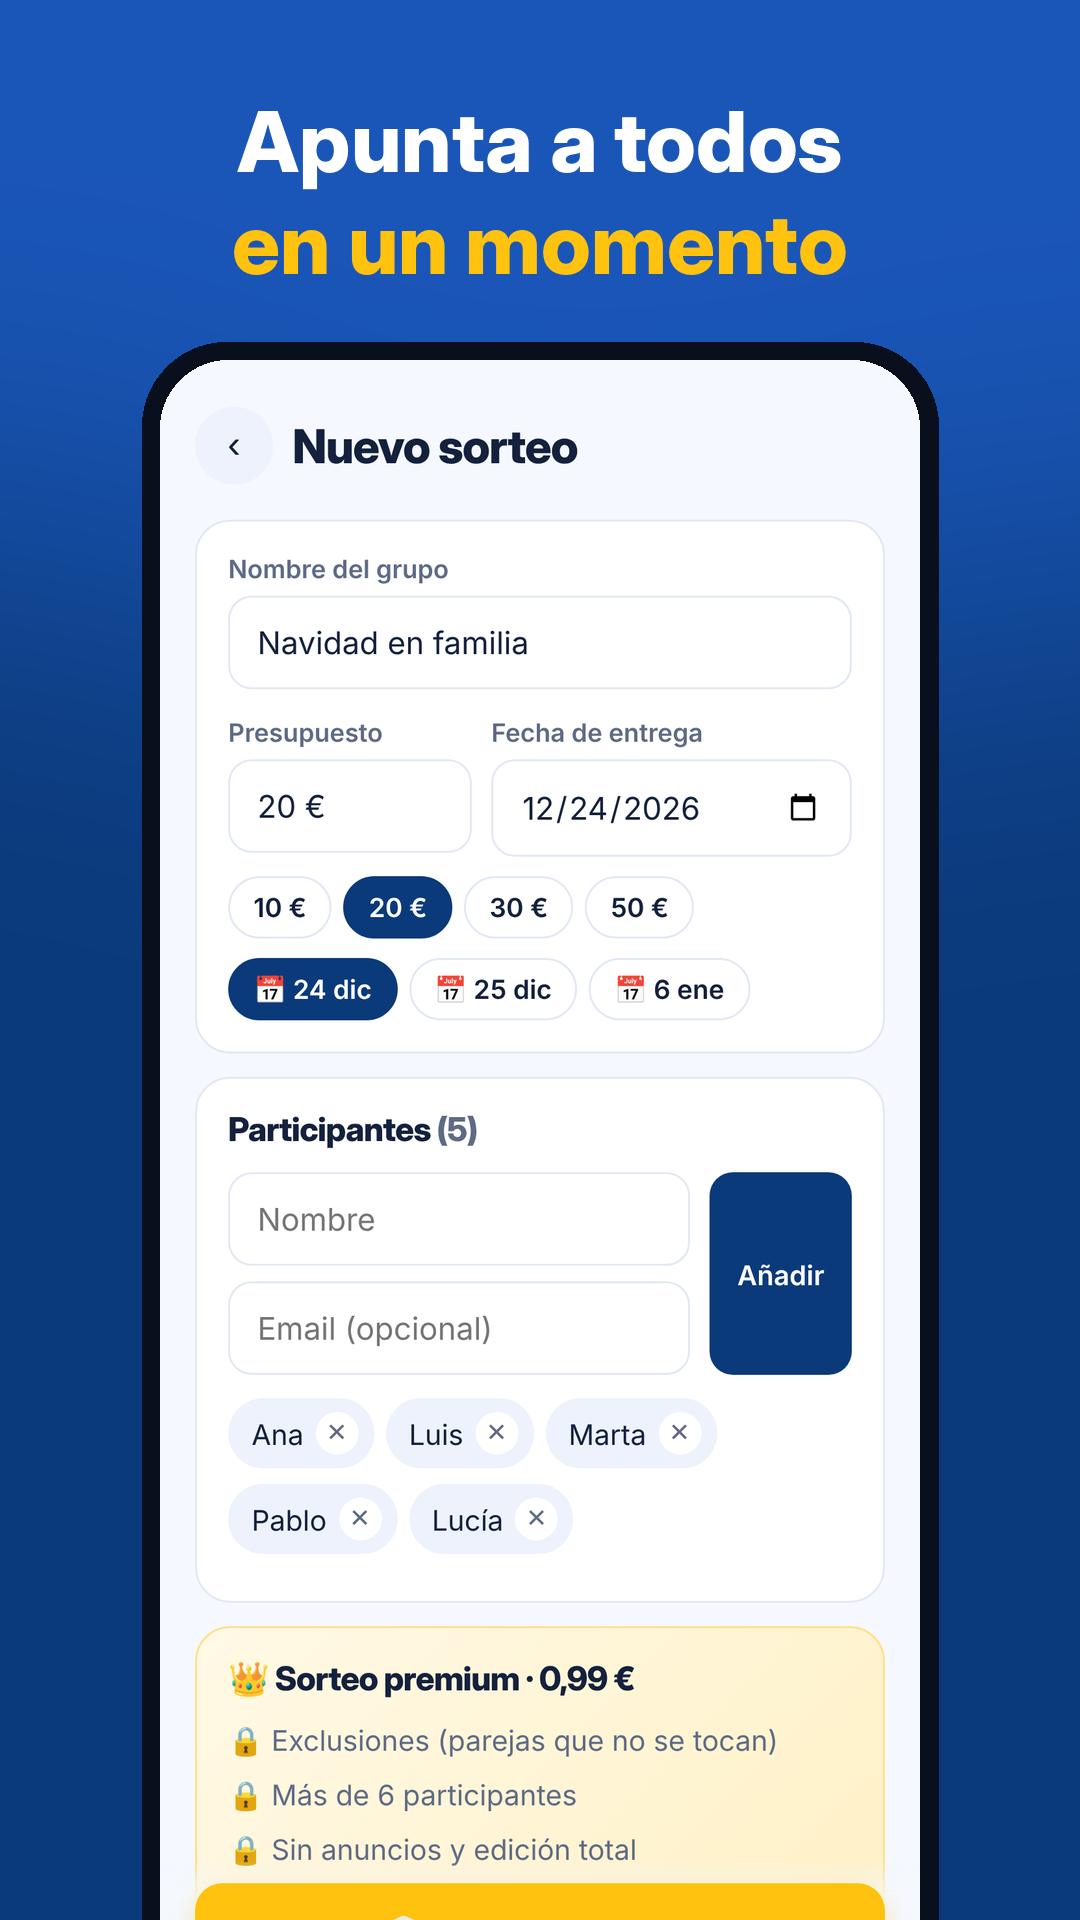 Apunta a todos
en un momento
‹ Nuevo sorteo
Nombre del grupo
Navidad en familia
Presupuesto Fecha de entrega
20 € 12/24/2026
10 € 20 € 30 € 50 €
📅 24 dic 📅 25 dic 📅 6 ene
Participantes (5)
Nombre
Añadir
Email (opcional)
Ana ✕ Luis ✕ Marta ✕
Pablo ✕ Lucía ✕
👑 Sorteo premium · 0,99 €
🔒 Exclusiones (parejas que no se tocan)
🔒 Más de 6 participantes
🔒 Sin anuncios y edición total